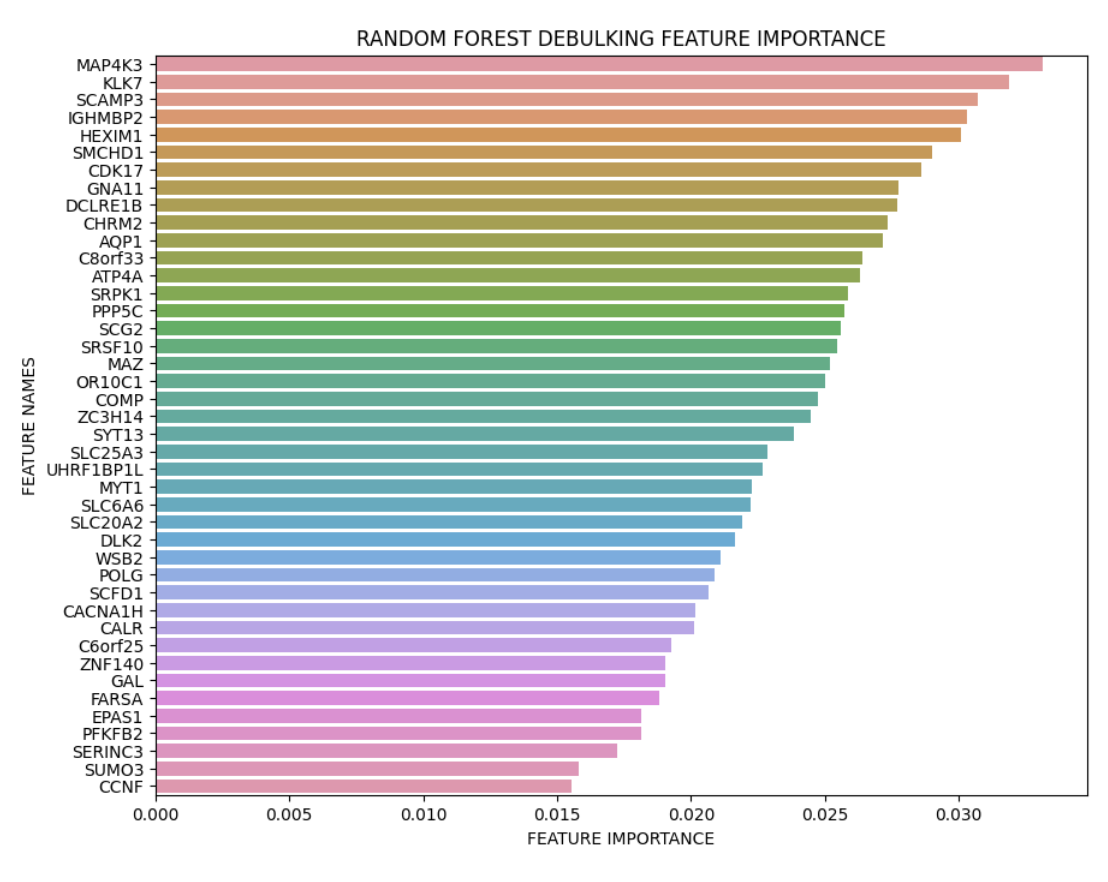 RANDOM FOREST DEBULKING FEATURE IMPORTANCE
FEATURE NAMES
MAP4K3
KLK7
SCAMP3
IGHMBP2
HEXIM1
SMCHD1
CDK17
GNA11
DCLRE1B
CHRM2
AQP1
C8orf33
ATP4A
SRPK1
PPP5C
SCG2
SRSF10
MAZ
OR10C1
COMP
ZC3H14
SYT13
SLC25A3
UHRF1BP1L
MYT1
SLC6A6
SLC20A2
DLK2
WSB2
POLG
SCFD1
CACNA1H
CALR
C6orf25
ZNF140
GAL
FARSA
EPAS1
PFKFB2
SERINC3
SUMO3
CCNF
0.000 0.005 0.010 0.015 0.020 0.025 0.030
FEATURE IMPORTANCE